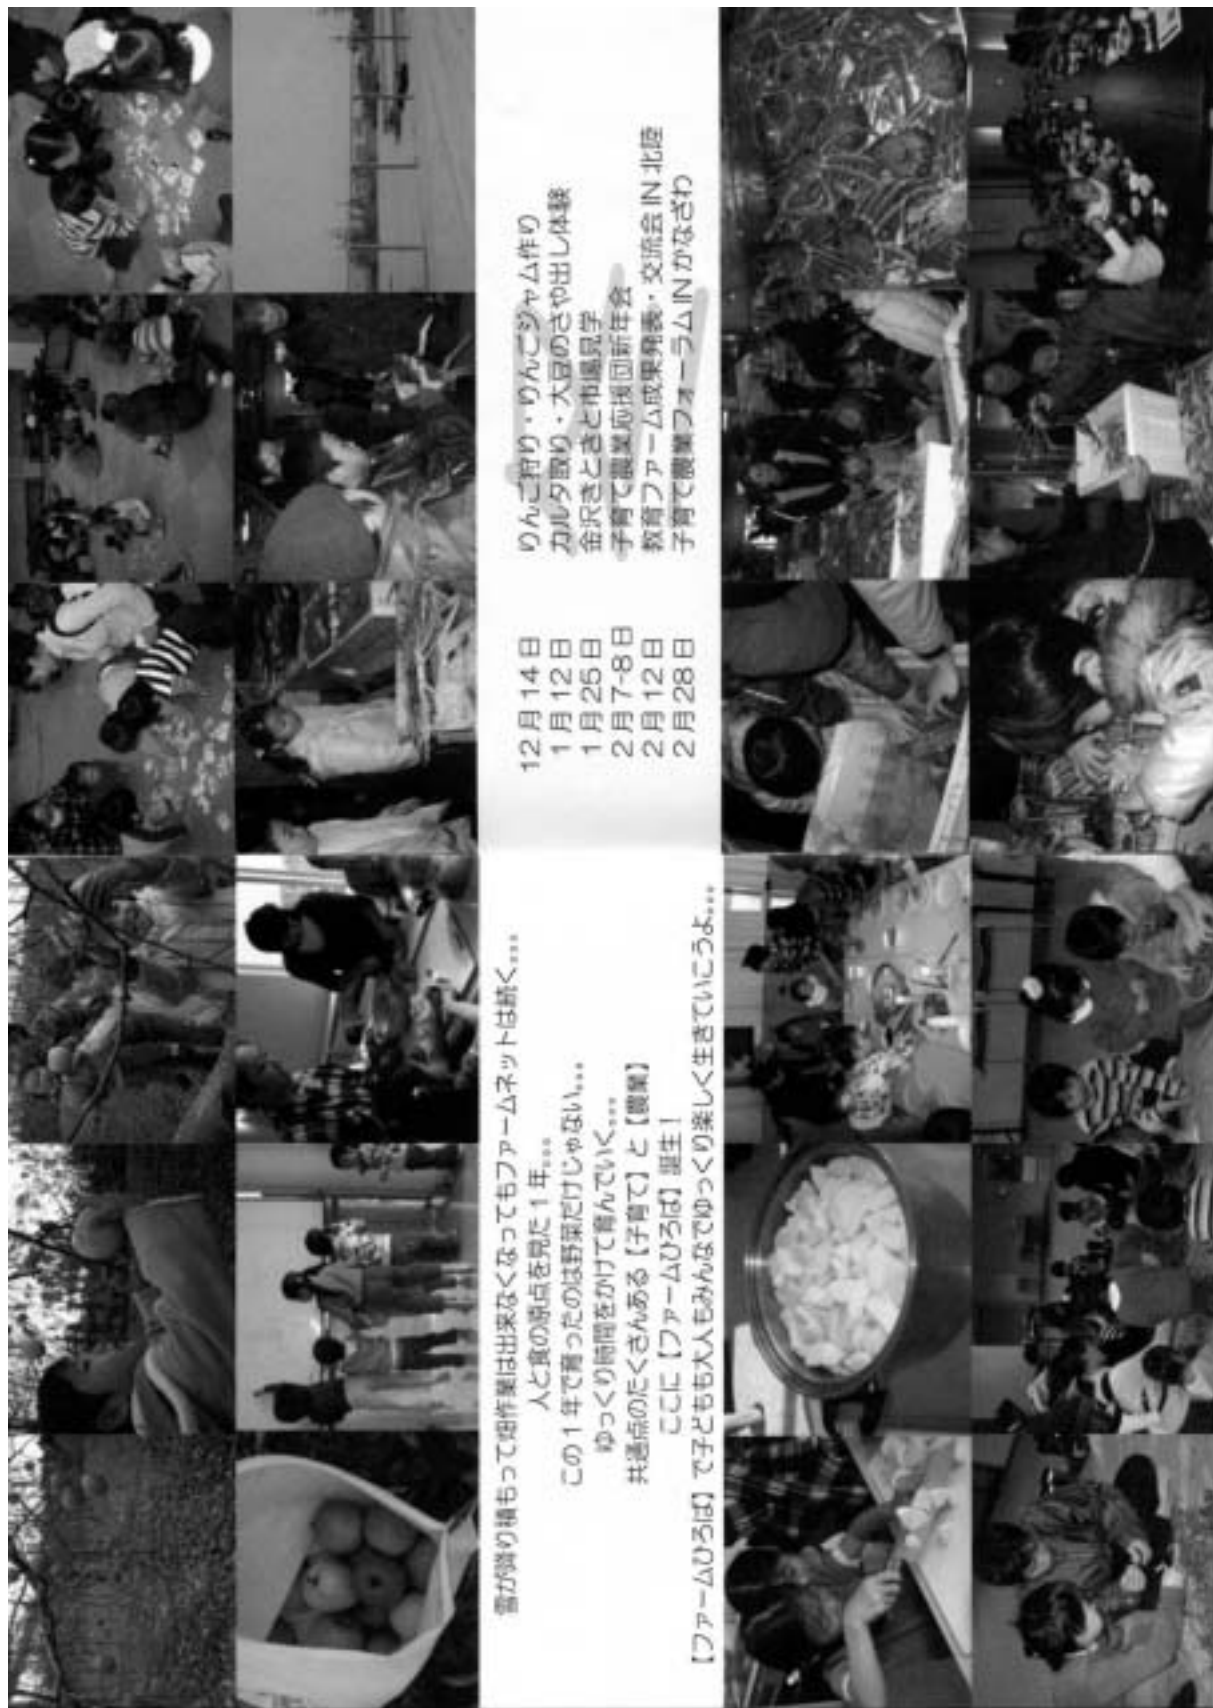 雪が降り積もって畑作業は出来なくなってもファームネットは続く。。。
人と食の原点を見た1年。。。
この1年で育ったのは野菜だけじゃない。。。
ゆっくり時間をかけて育んでいく。。。
共通点のたくさんある【子育て】と【農業】
ここに【ファームひろば】誕生！
【ファームひろば】で子どもも大人もみんなでゆっくり楽しく生きていこうよ。。。
12月14日 りんご狩り・りんごジャム作り
1月12日 カルタ取り・大豆のさや出し体験
1月25日 金沢ときどき市場見学
2月7-8日 子育て農業応援団新年会
2月12日 教育ファーム成果発表・交流会 IN 北陸
2月28日 子育て農業フォーラム IN かなざわ